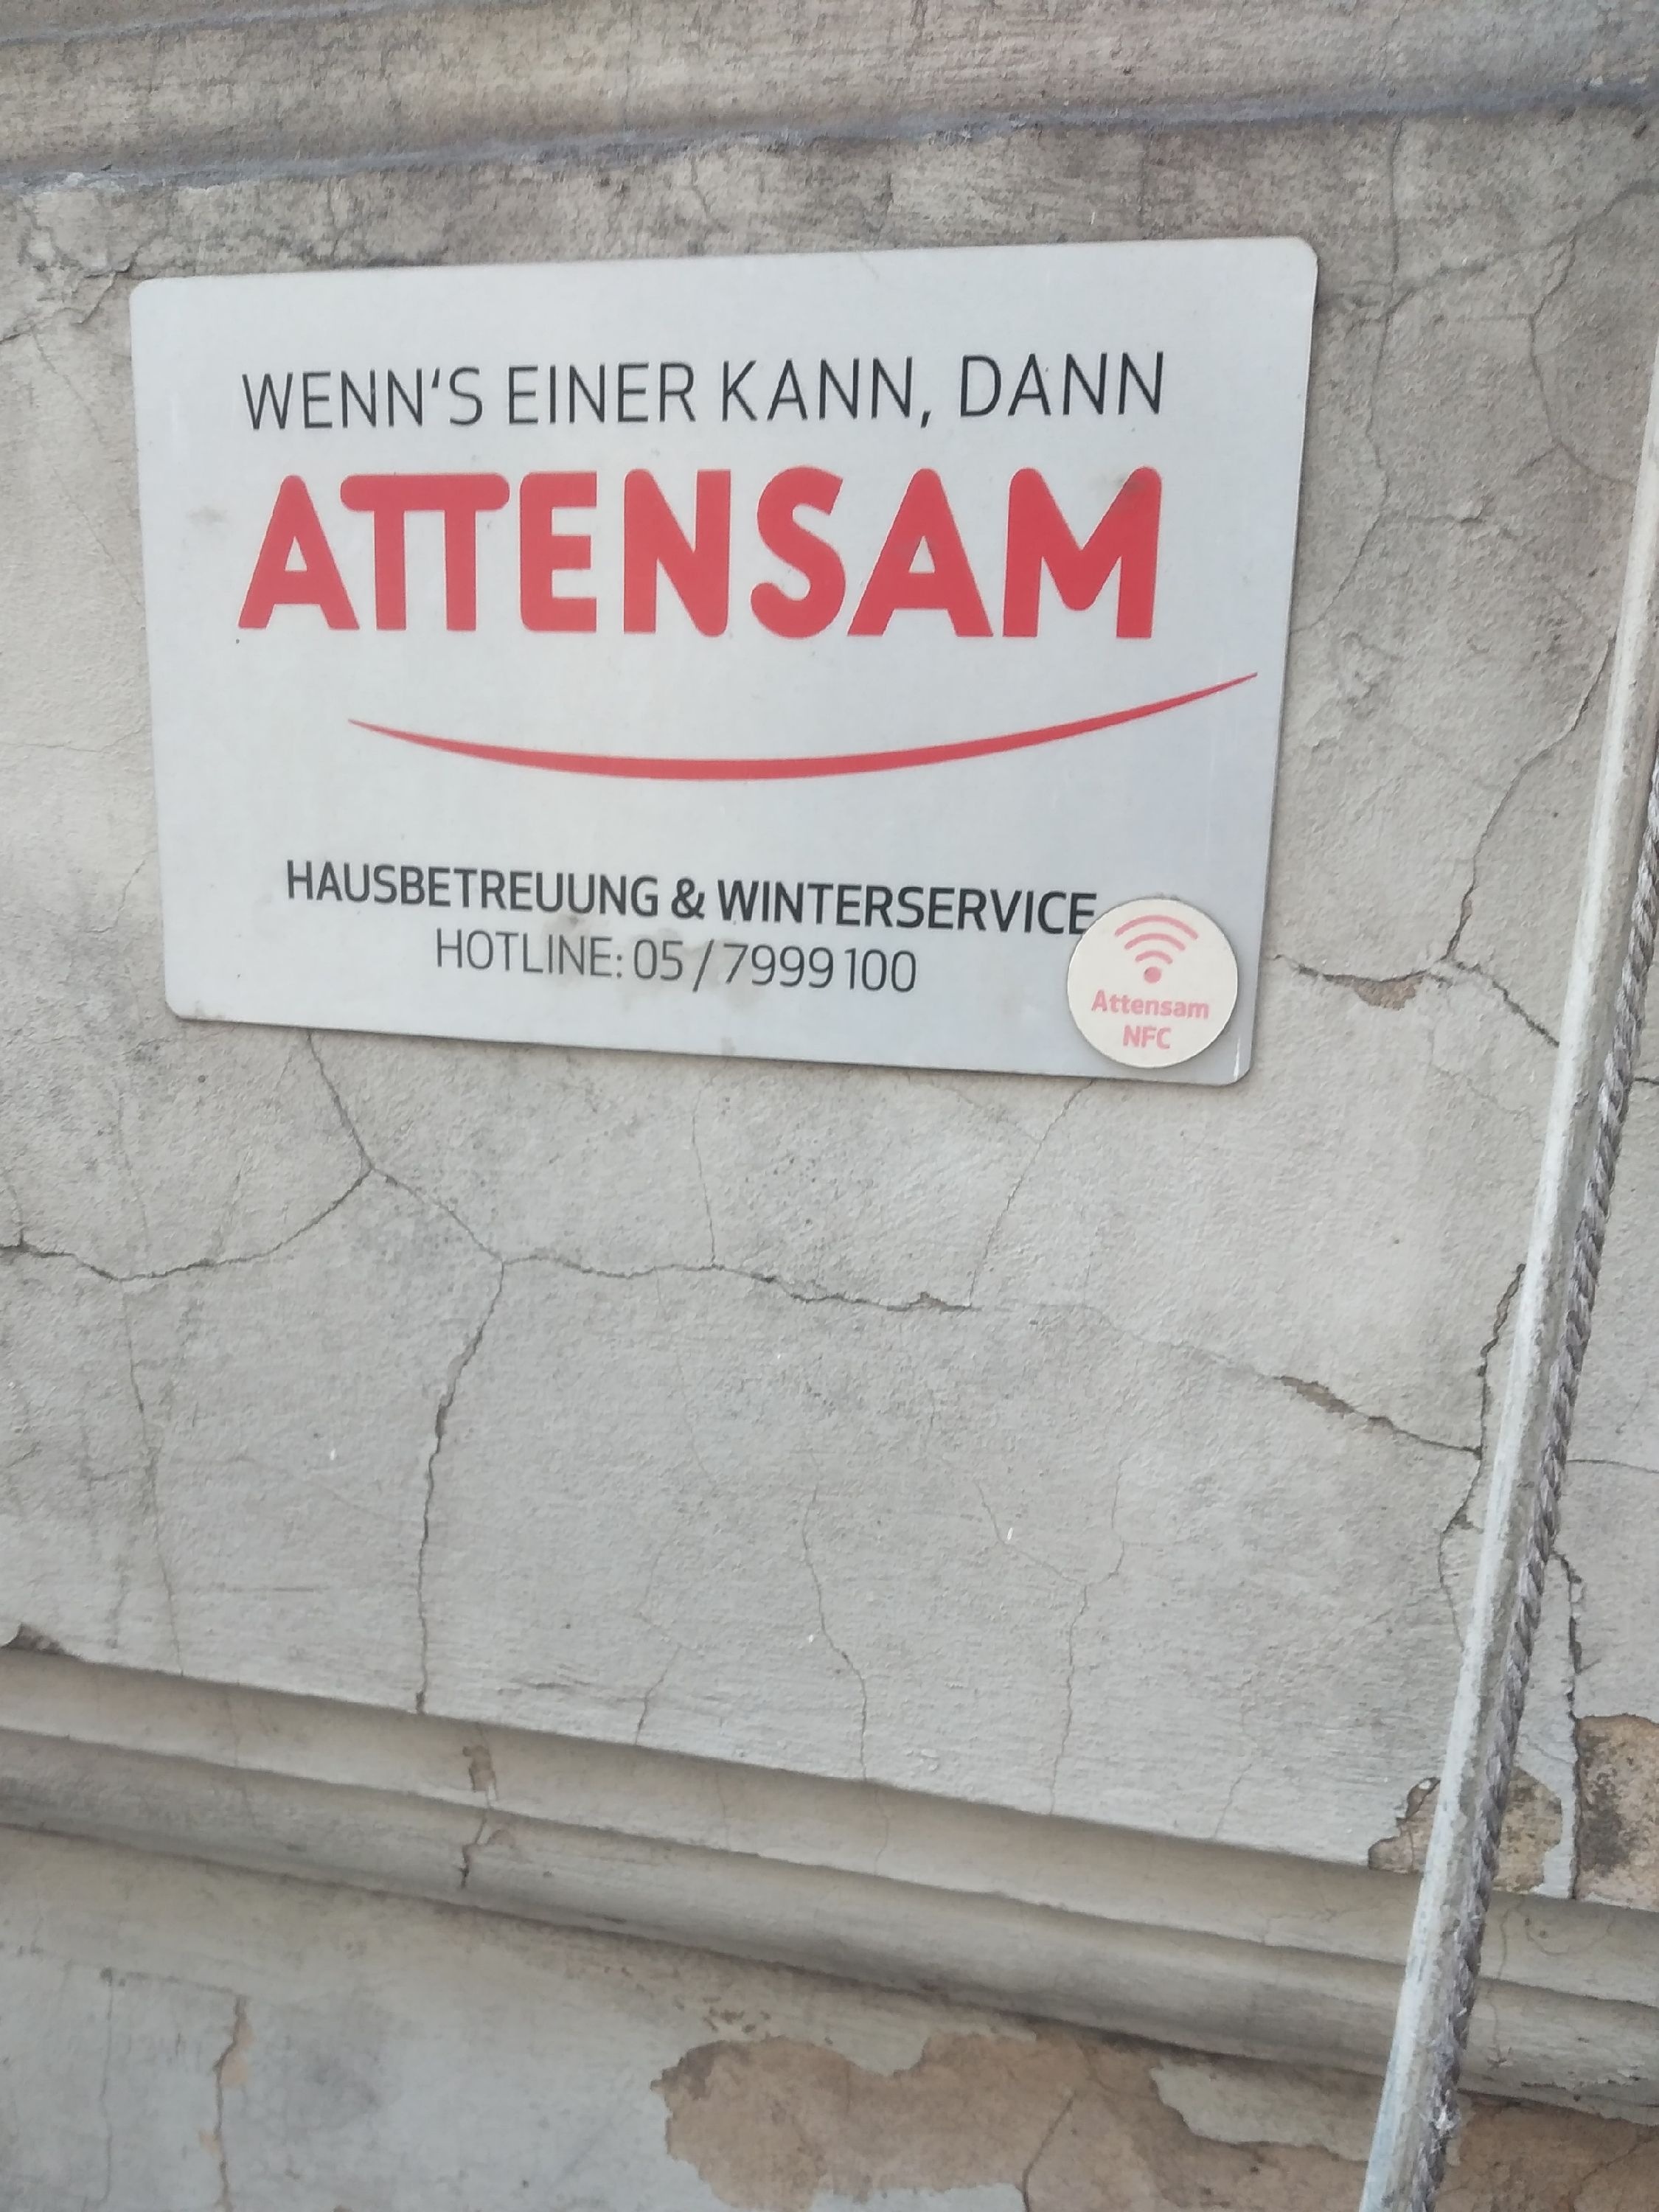 WENN'S EINER KANN, DANN
ATTENSAM
HAUSBETREUUNG & WINTERSERVICE
HOTLINE: 05 / 7999 100
Attensam
NFC